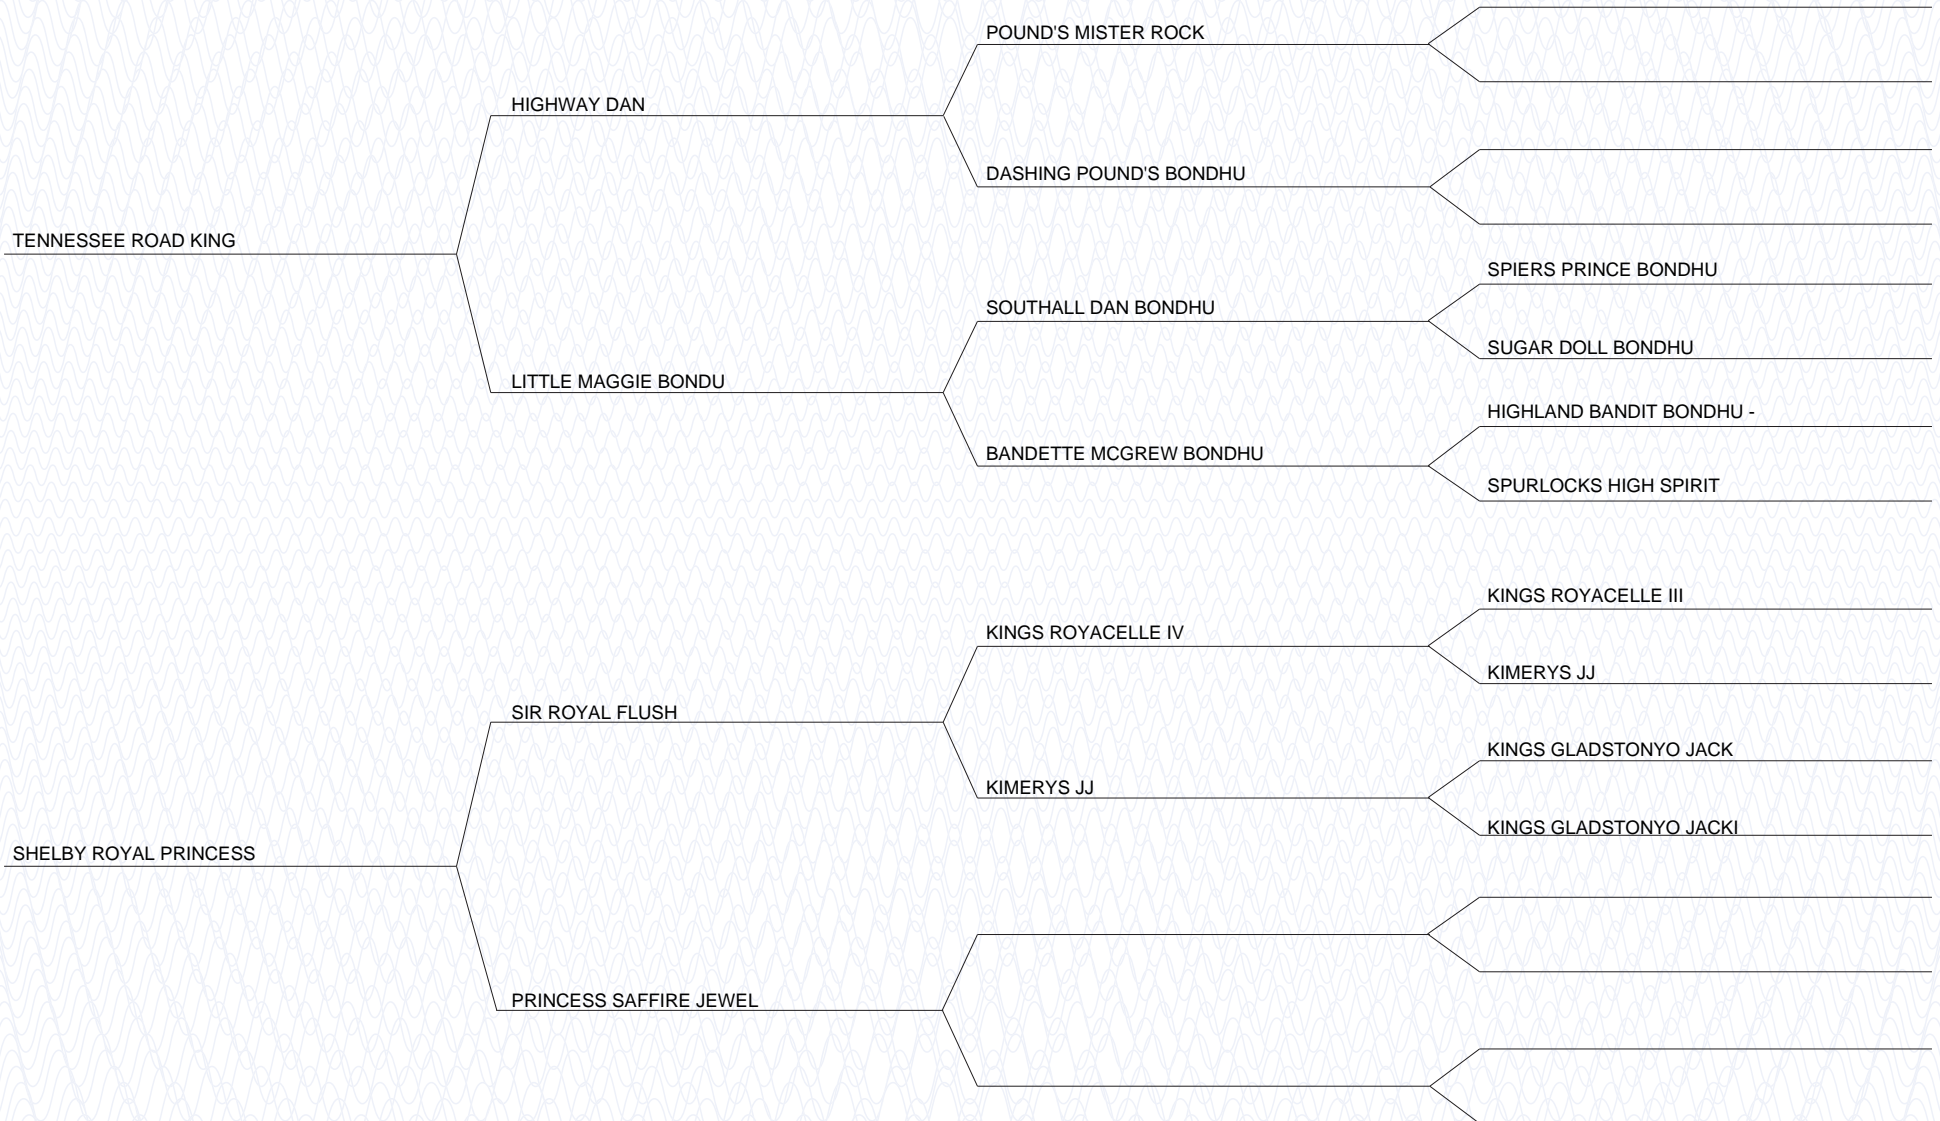 POUND'S MISTER ROCK
HIGHWAY DAN
DASHING POUND'S BONDHU
TENNESSEE ROAD KING
SPIERS PRINCE BONDHU
SOUTHALL DAN BONDHU
SUGAR DOLL BONDHU
LITTLE MAGGIE BONDU
HIGHLAND BANDIT BONDHU -
BANDETTE MCGREW BONDHU
SPURLOCKS HIGH SPIRIT
KINGS ROYACELLE III
KINGS ROYACELLE IV
KIMERYS JJ
SIR ROYAL FLUSH
KINGS GLADSTONYO JACK
KIMERYS JJ
KINGS GLADSTONYO JACKI
SHELBY ROYAL PRINCESS
PRINCESS SAFFIRE JEWEL